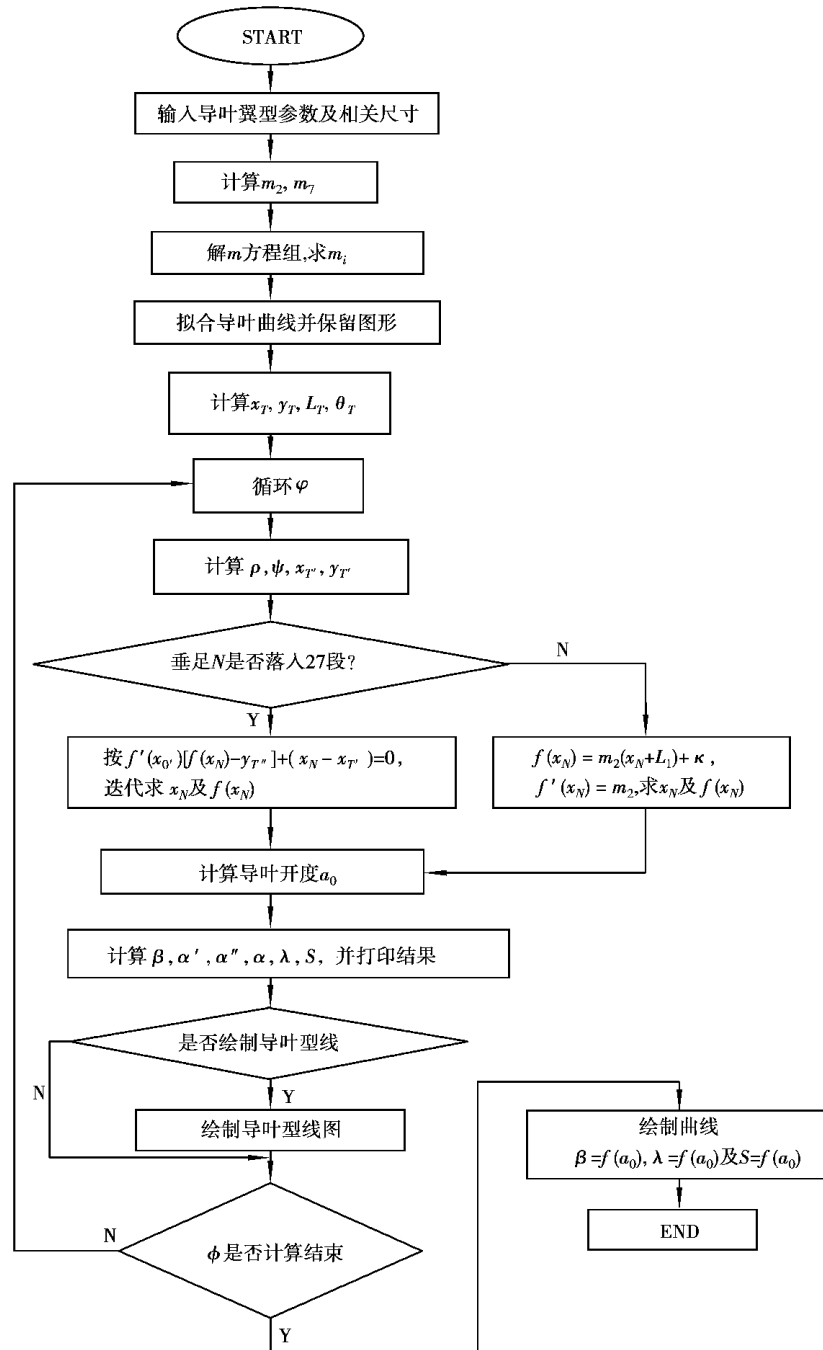 START
输入导叶翼型参数及相关尺寸
计算m₂, m₇
解m方程组,求mᵢ
拟合导叶曲线并保留图形
计算x_T, y_T, L_T, θ_T
循环φ
计算 ρ,ψ,x_T′, y_T′
垂足N是否落入27段?
N
Y
按f′(x₀′)[f(x_N)-y_T″]+(x_N-x_T′)=0,
迭代求 x_N及f(x_N)
f(x_N) = m₂(x_N+L₁)+ κ ,
f′(x_N) = m₂,求x_N及f(x_N)
计算导叶开度a₀
计算 β,α′,α″,α,λ,S, 并打印结果
是否绘制导叶型线
N
Y
绘制导叶型线图
N
ϕ是否计算结束
Y
绘制曲线
β=f(a₀), λ=f(a₀)及S=f(a₀)
END